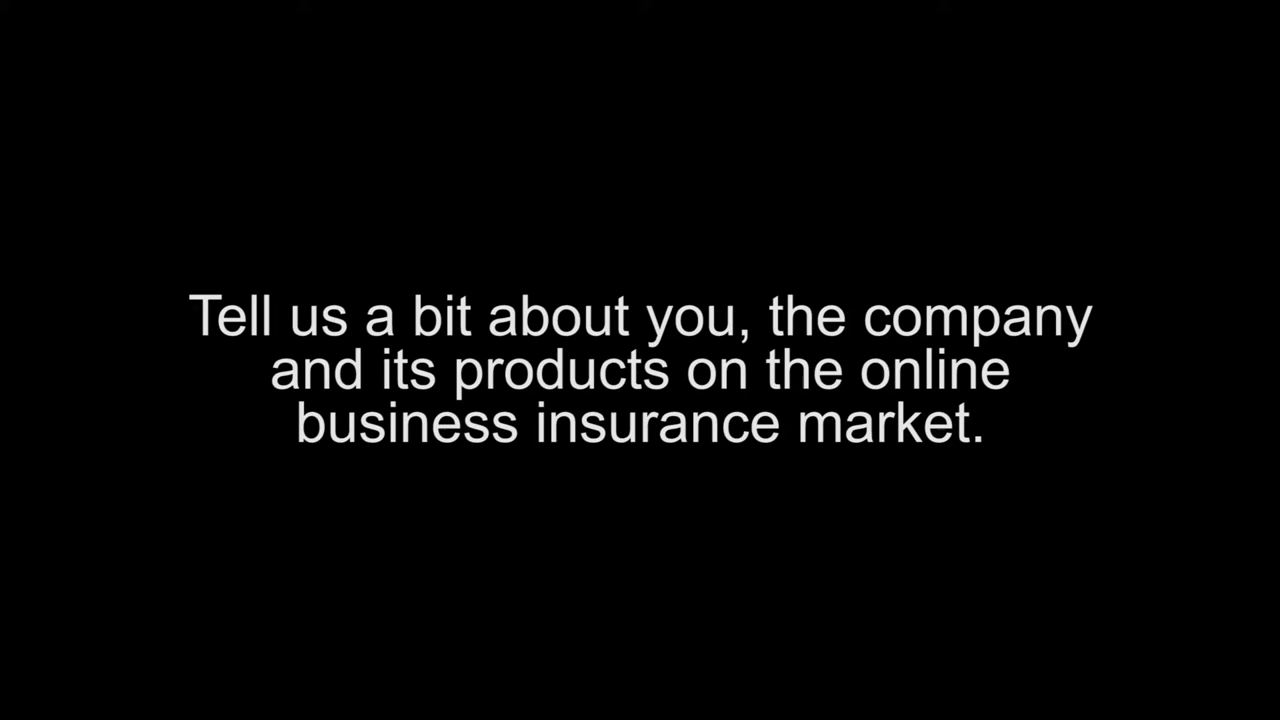 Tell us a bit about you, the company
and its products on the online
business insurance market.